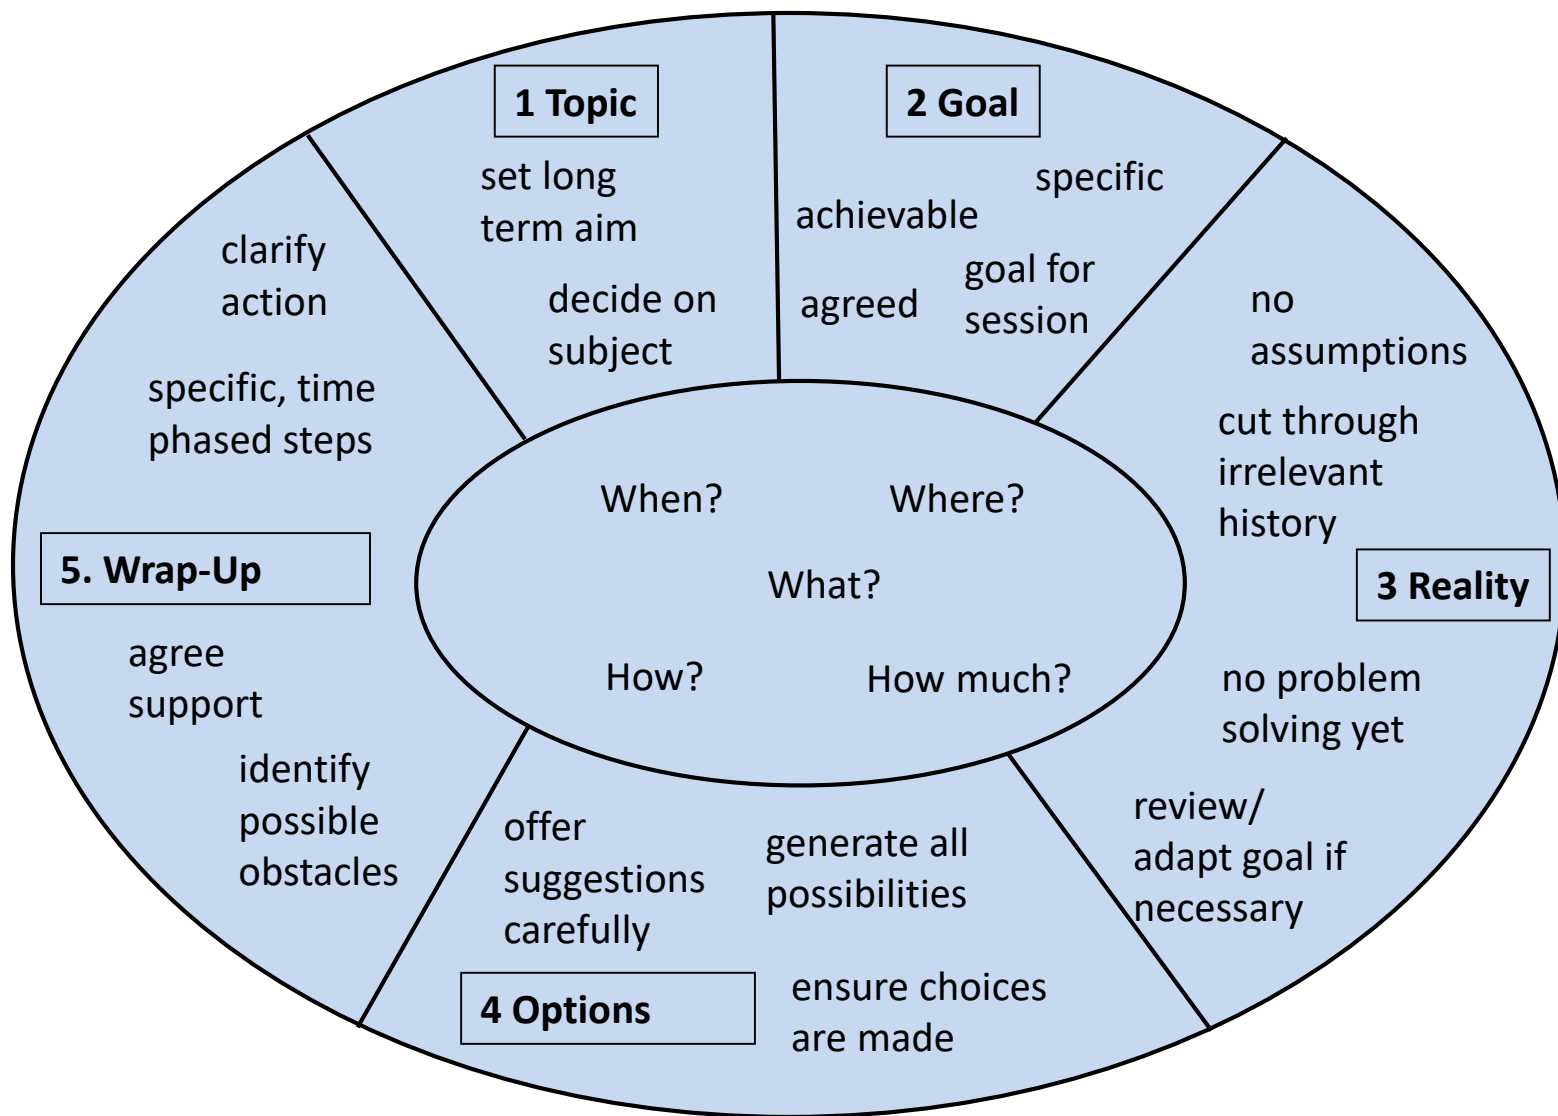 1 Topic
set long
term aim
decide on
subject
2 Goal
specific
achievable
goal for
session
agreed
no
assumptions
cut through
irrelevant
history
3 Reality
no problem
solving yet
review/
adapt goal if
necessary
4 Options
offer
suggestions
carefully
generate all
possibilities
ensure choices
are made
clarify
action
specific, time
phased steps
5. Wrap-Up
agree
support
identify
possible
obstacles
When?
Where?
What?
How?
How much?